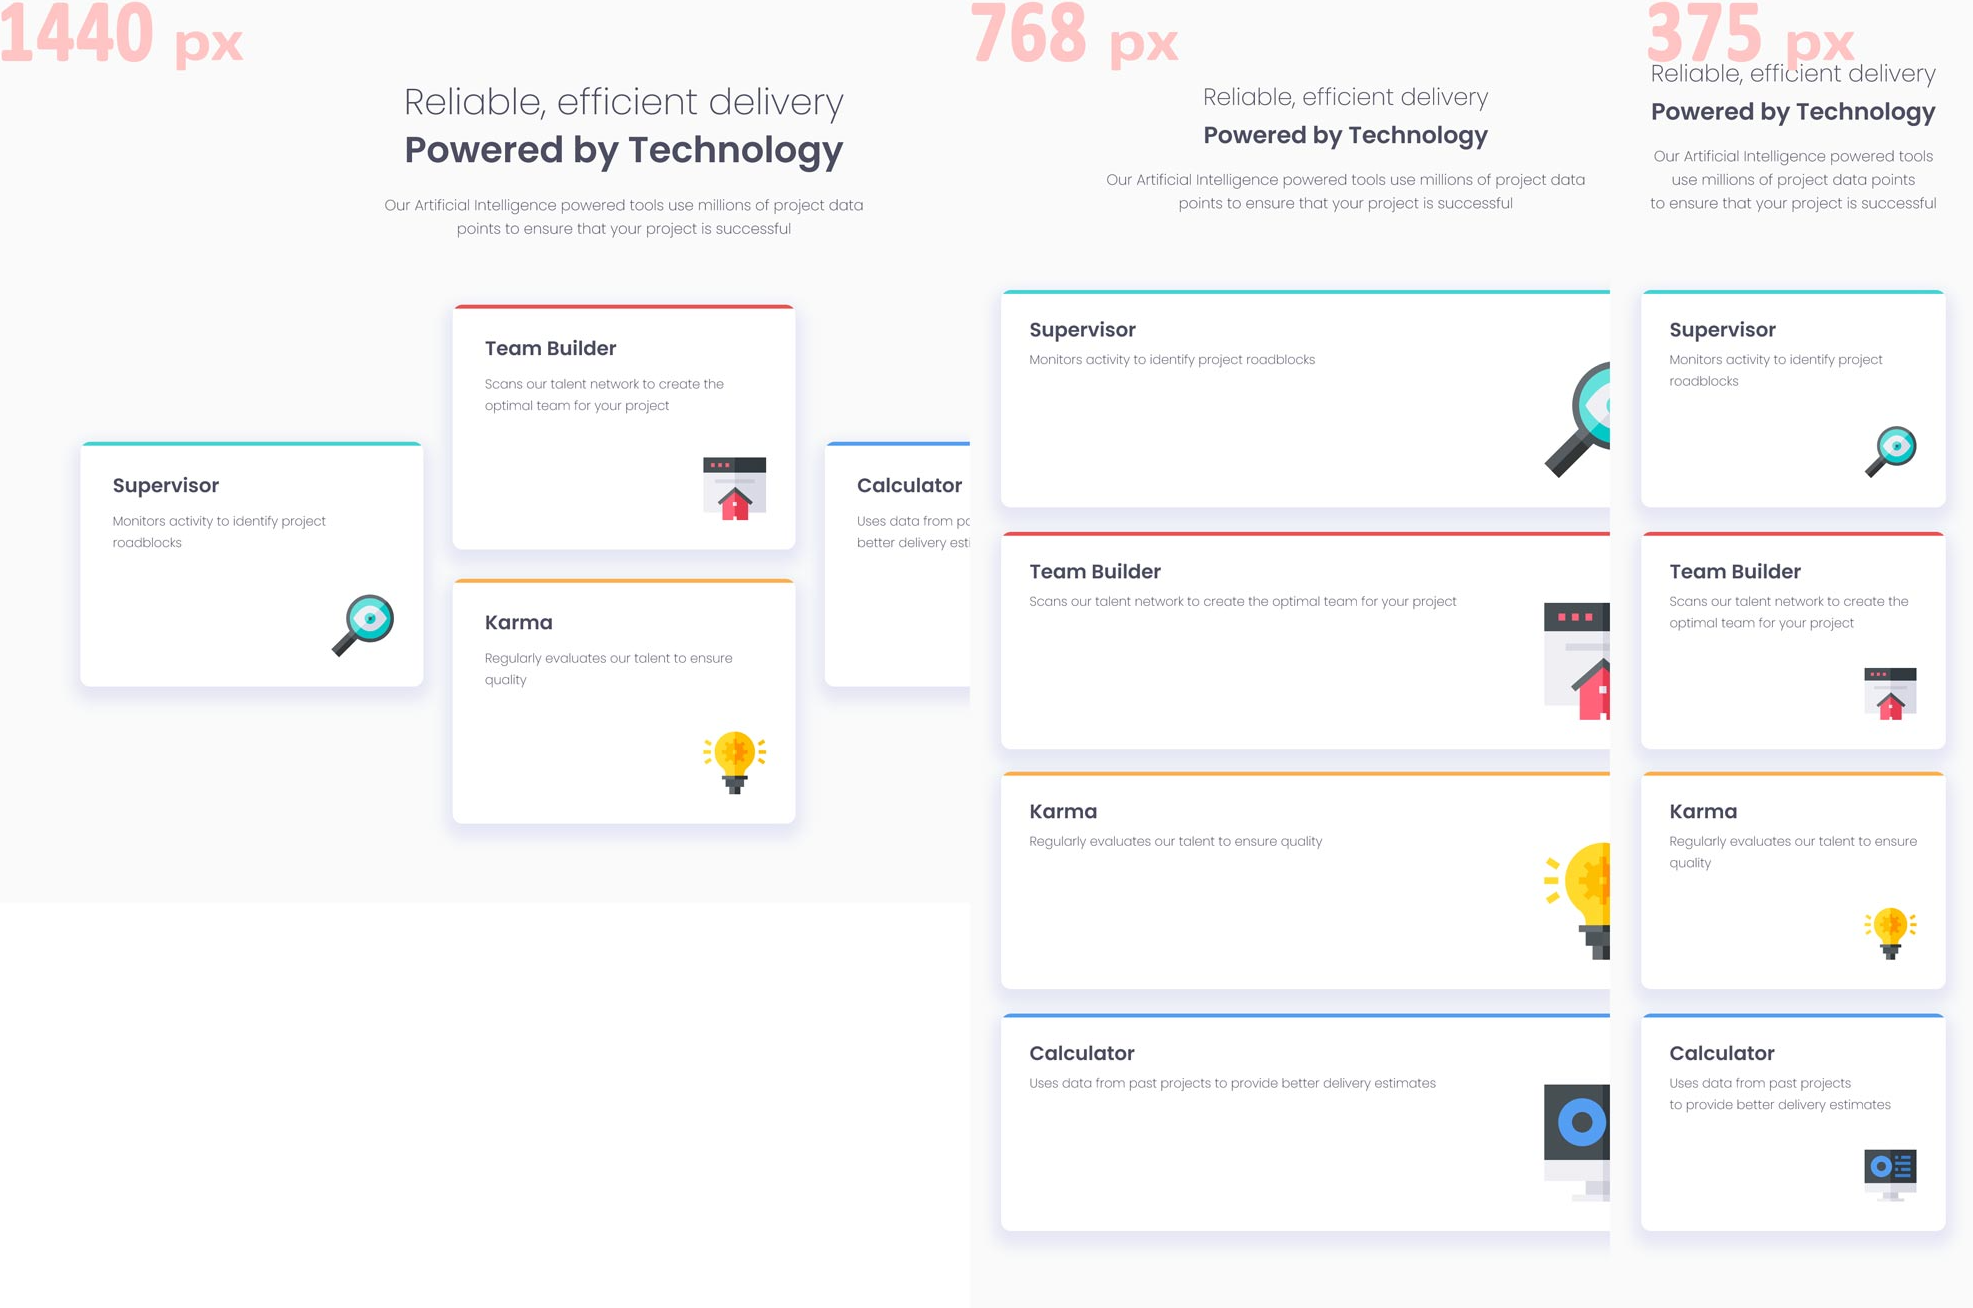 1440 px
Reliable, efficient delivery
Powered by Technology
Our Artificial Intelligence powered tools use millions of project data
points to ensure that your project is successful
Supervisor
Monitors activity to identify project
roadblocks
Team Builder
Scans our talent network to create the
optimal team for your project
Karma
Regularly evaluates our talent to ensure
quality
Calculator
Uses data from
better delivery
768 px
Reliable, efficient delivery
Powered by Technology
Our Artificial Intelligence powered tools use millions of project data
points to ensure that your project is successful
Supervisor
Monitors activity to identify project roadblocks
Team Builder
Scans our talent network to create the optimal team for your project
Karma
Regularly evaluates our talent to ensure quality
Calculator
Uses data from past projects to provide better delivery estimates
375 px
Reliable, efficient delivery
Powered by Technology
Our Artificial Intelligence powered tools
use millions of project data points
to ensure that your project is successful
Supervisor
Monitors activity to identify project
roadblocks
Team Builder
Scans our talent network to create the
optimal team for your project
Karma
Regularly evaluates our talent to ensure
quality
Calculator
Uses data from past projects
to provide better delivery estimates